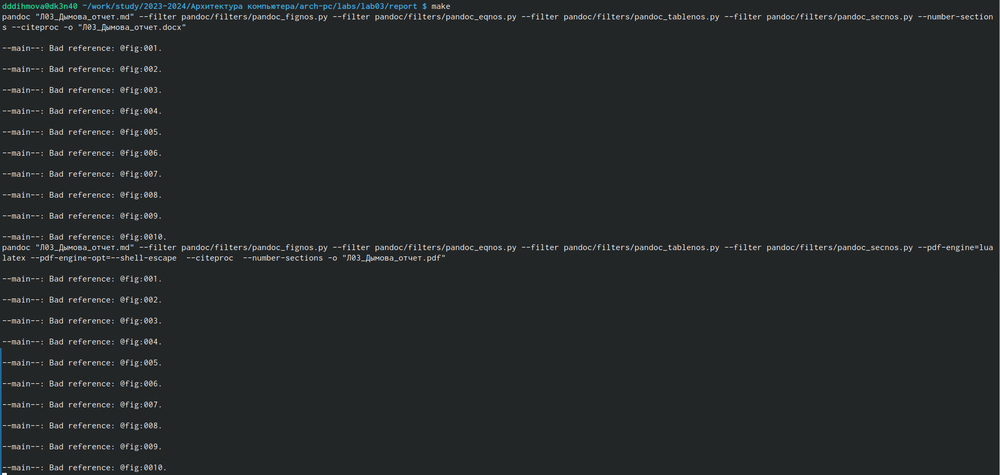 dddihmova@dk3n40 ~/work/study/2023-2024/Архитектура компьютера/arch-pc/labs/lab03/report $ make
pandoc "Л03_Дымова_отчет.md" --filter pandoc/filters/pandoc_fignos.py --filter pandoc/filters/pandoc_eqnos.py --filter pandoc/filters/pandoc_tablenos.py --filter pandoc/filters/pandoc_secnos.py --number-section
s --citeproc -o "Л03_Дымова_отчет.docx"
--main--: Bad reference: @fig:001.
--main--: Bad reference: @fig:002.
--main--: Bad reference: @fig:003.
--main--: Bad reference: @fig:004.
--main--: Bad reference: @fig:005.
--main--: Bad reference: @fig:006.
--main--: Bad reference: @fig:007.
--main--: Bad reference: @fig:008.
--main--: Bad reference: @fig:009.
--main--: Bad reference: @fig:0010.
pandoc "Л03_Дымова_отчет.md" --filter pandoc/filters/pandoc_fignos.py --filter pandoc/filters/pandoc_eqnos.py --filter pandoc/filters/pandoc_tablenos.py --filter pandoc/filters/pandoc_secnos.py --pdf-engine=lua
latex --pdf-engine-opt=--shell-escape  --citeproc  --number-sections -o "Л03_Дымова_отчет.pdf"
--main--: Bad reference: @fig:001.
--main--: Bad reference: @fig:002.
--main--: Bad reference: @fig:003.
--main--: Bad reference: @fig:004.
--main--: Bad reference: @fig:005.
--main--: Bad reference: @fig:006.
--main--: Bad reference: @fig:007.
--main--: Bad reference: @fig:008.
--main--: Bad reference: @fig:009.
--main--: Bad reference: @fig:0010.